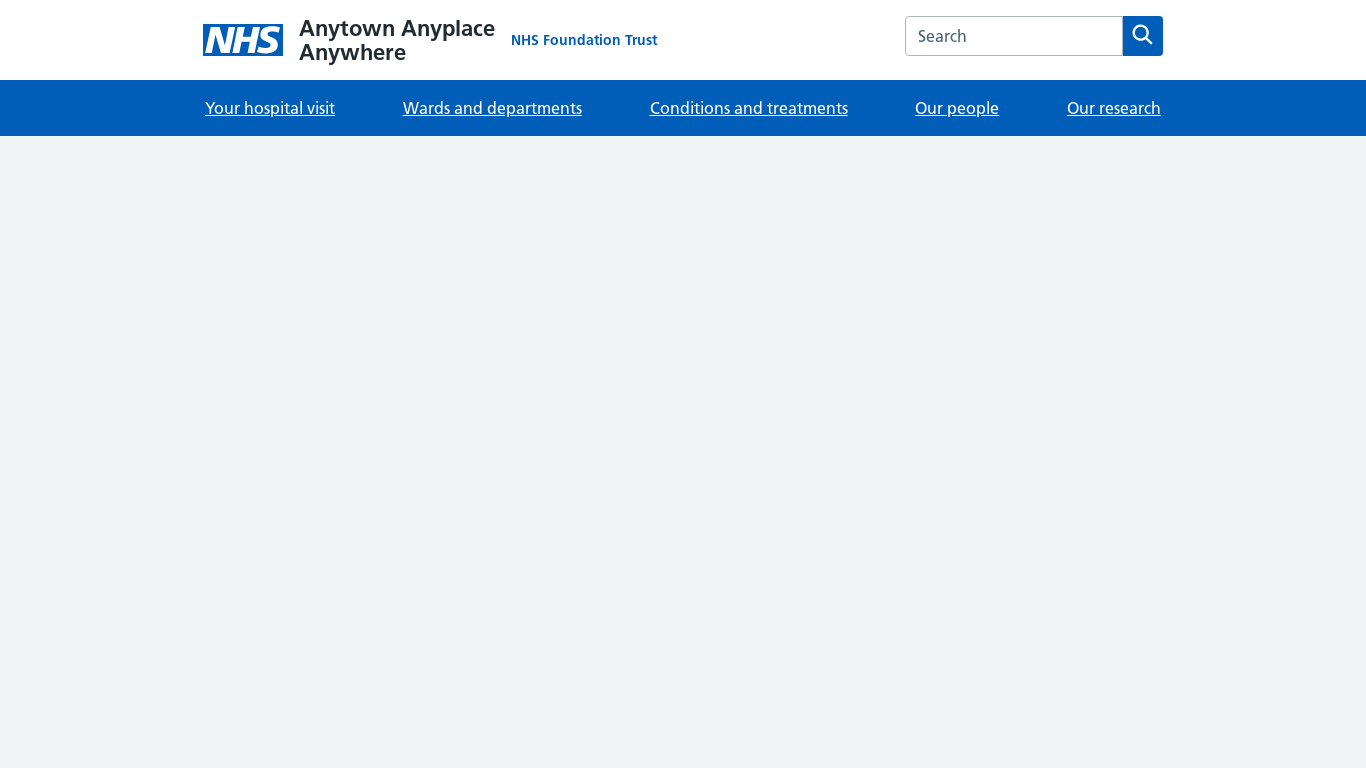 NHS
Anytown Anyplace
Anywhere
NHS Foundation Trust
Search
Your hospital visit
Wards and departments
Conditions and treatments
Our people
Our research